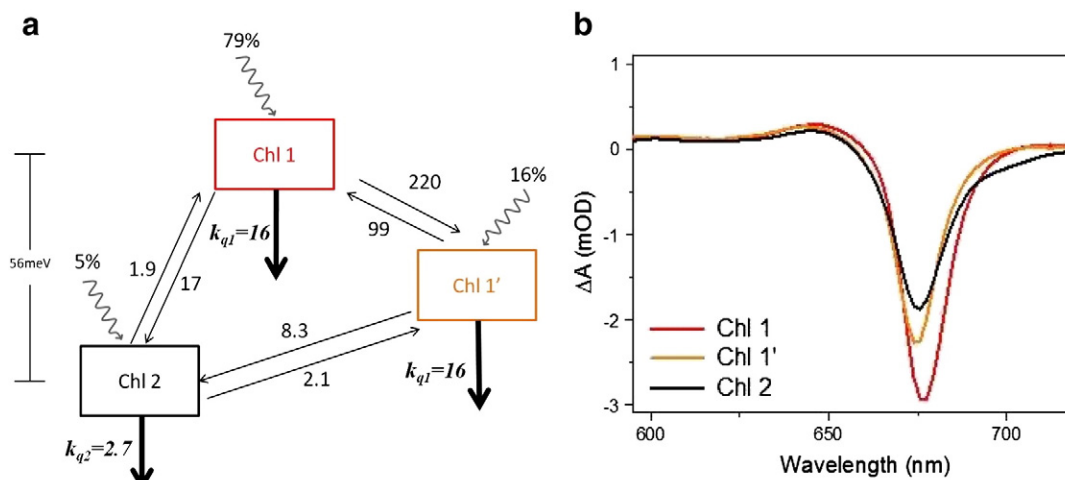 a
79%
Chl 1
16%
220
99
k_q1=16
56meV
5%
1.9
17
Chl 1'
8.3
2.1
k_q1=16
Chl 2
k_q2=2.7
b
1
0
-1
-2
-3
ΔA (mOD)
Chl 1
Chl 1'
Chl 2
600
650
700
Wavelength (nm)